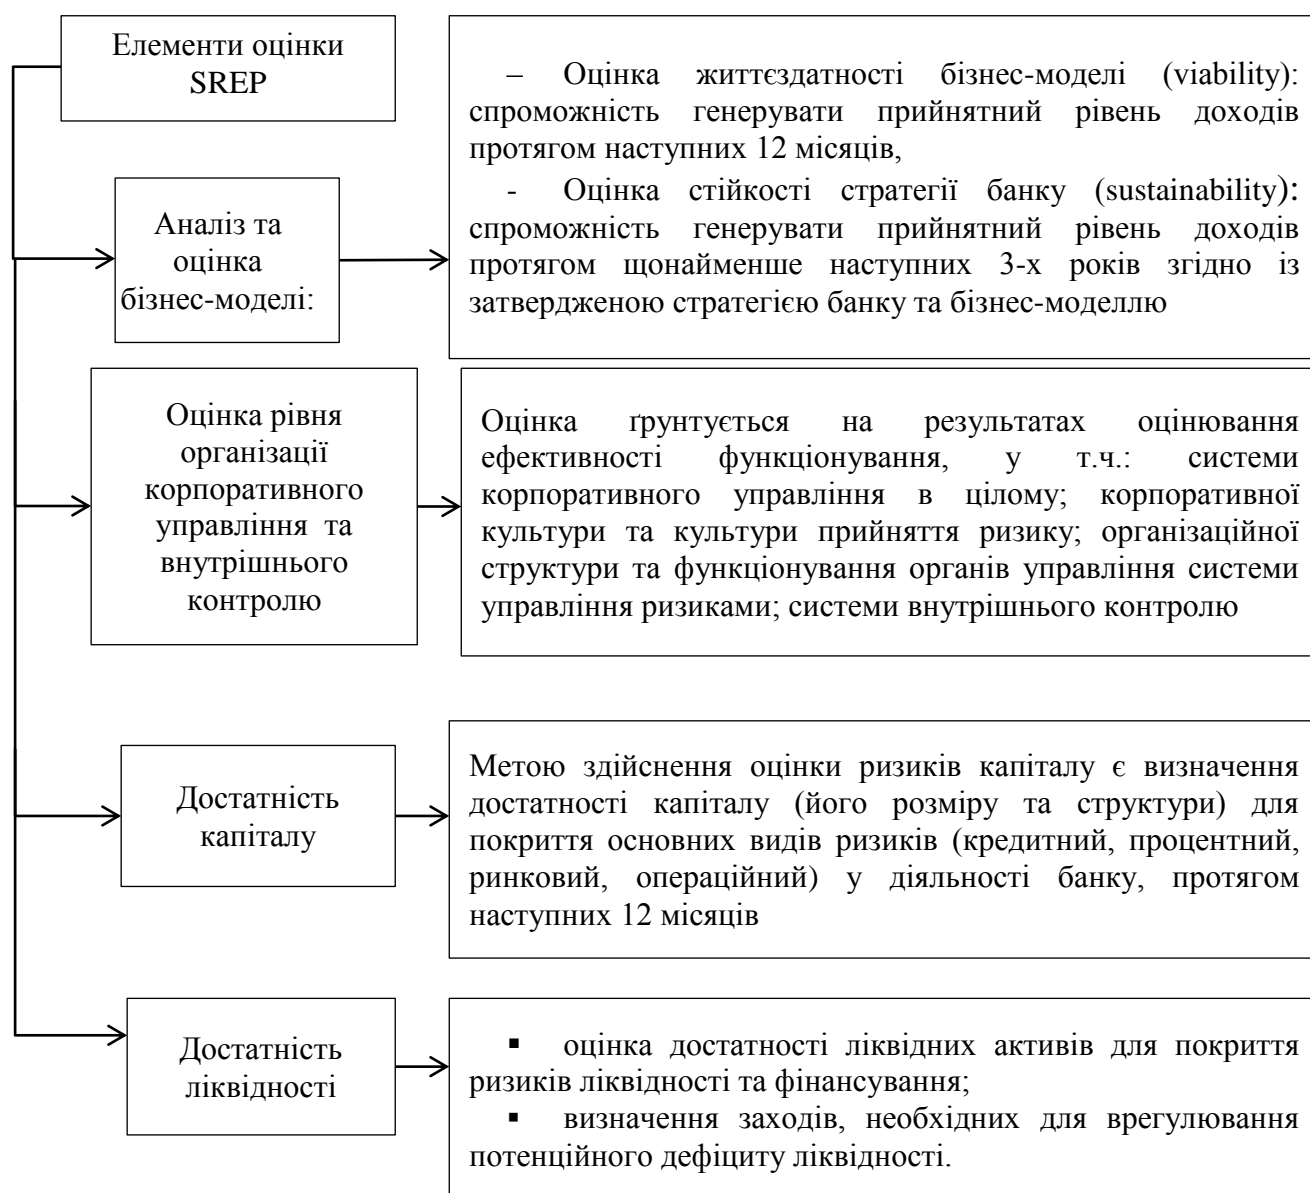 Елементи оцінки
SREP
– Оцінка життєздатності бізнес-моделі (viability):
спроможність генерувати прийнятний рівень доходів
протягом наступних 12 місяців,
- Оцінка стійкості стратегії банку (sustainability):
спроможність генерувати прийнятний рівень доходів
протягом щонайменше наступних 3-х років згідно із
затвердженою стратегією банку та бізнес-моделлю
Аналіз та
оцінка
бізнес-моделі:
Оцінка рівня
організації
корпоративного
управління та
внутрішнього
контролю
Оцінка ґрунтується на результатах оцінювання
ефективності функціонування, у т.ч.: системи
корпоративного управління в цілому; корпоративної
культури та культури прийняття ризику; організаційної
структури та функціонування органів управління системи
управління ризиками; системи внутрішнього контролю
Достатність
капіталу
Метою здійснення оцінки ризиків капіталу є визначення
достатності капіталу (його розміру та структури) для
покриття основних видів ризиків (кредитний, процентний,
ринковий, операційний) у діяльності банку, протягом
наступних 12 місяців
Достатність
ліквідності
▪ оцінка достатності ліквідних активів для покриття
ризиків ліквідності та фінансування;
▪ визначення заходів, необхідних для врегулювання
потенційного дефіциту ліквідності.